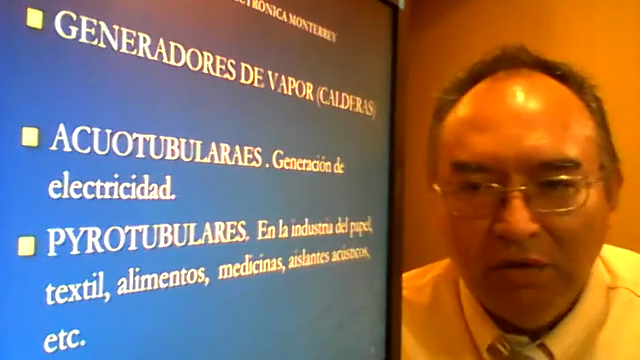 ECTRÓNICA MONTERREY
GENERADORES DE VAPOR (CALDERAS)
ACUOTUBULARAES . Generación de
electricidad.
PYROTUBULARES. En la industria del papel,
textil, alimentos, medicinas, aislantes acústicos,
etc.